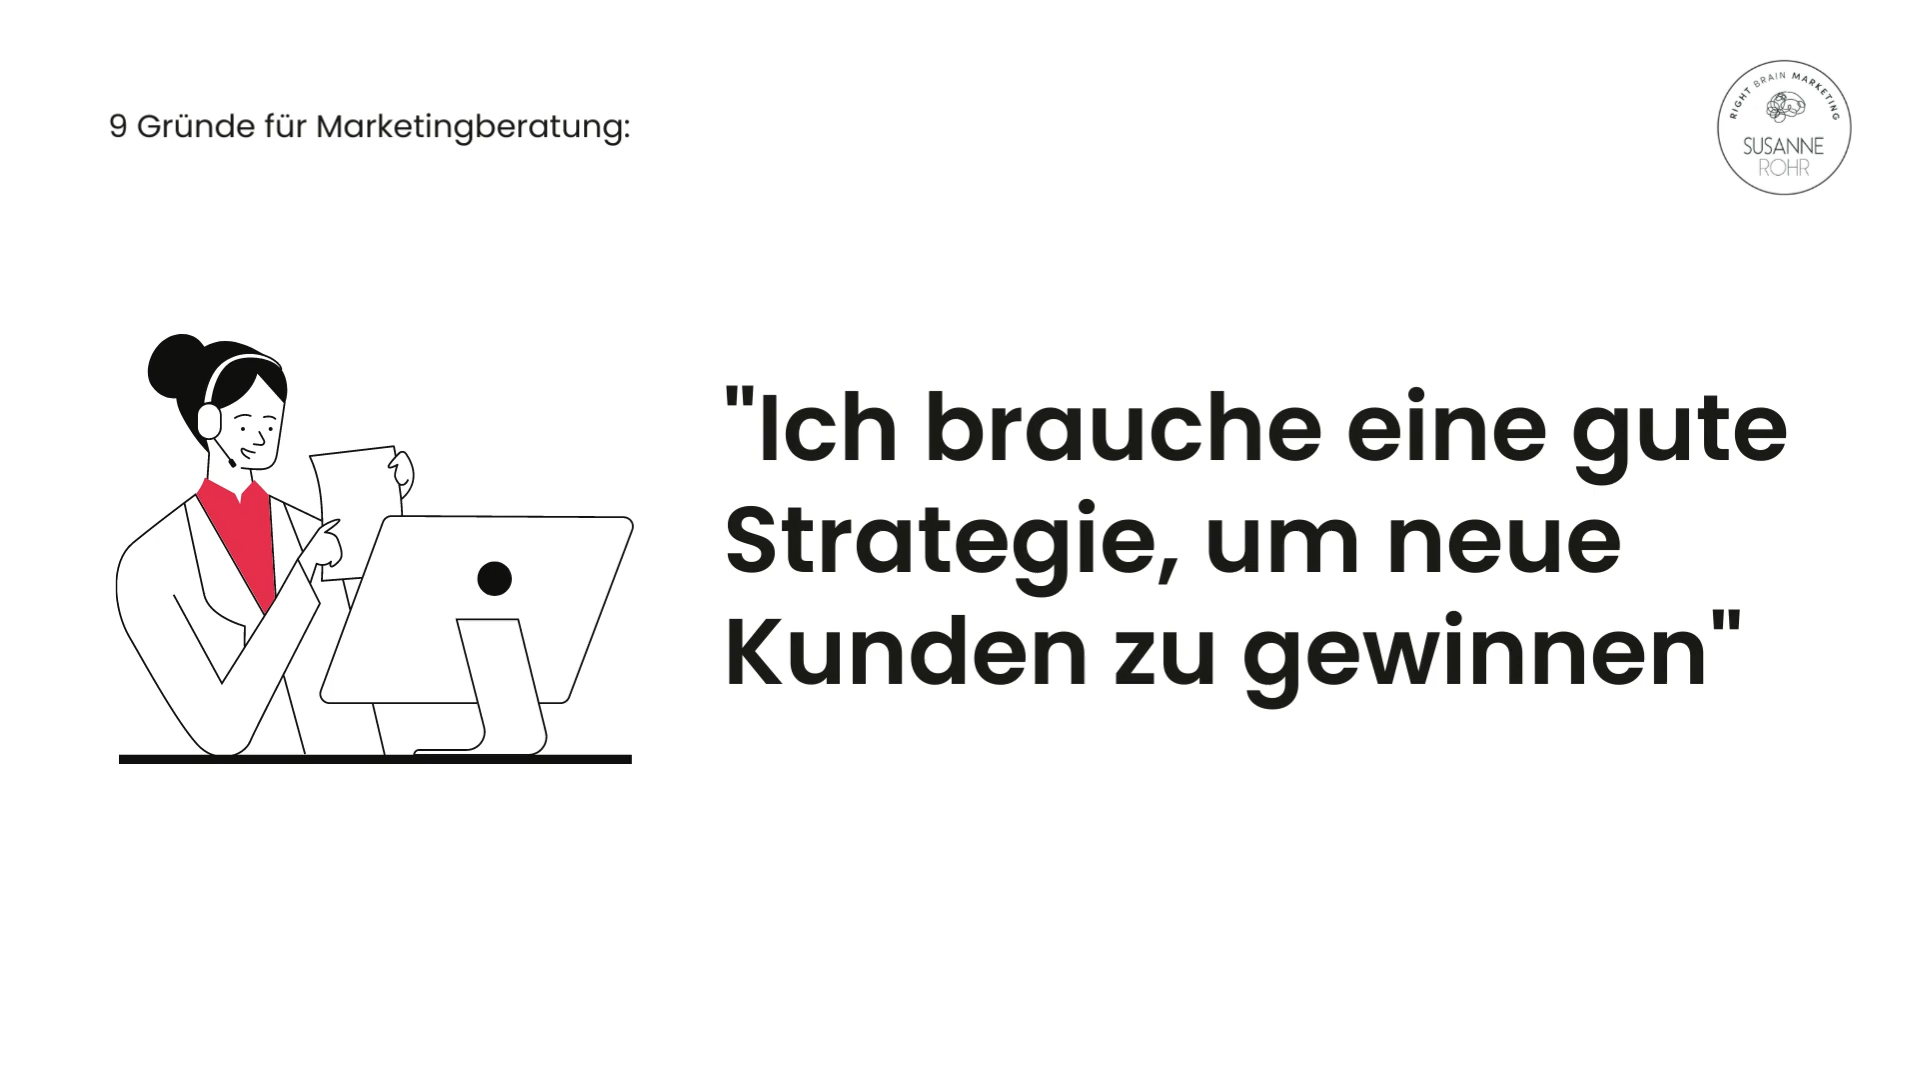 9 Gründe für Marketingberatung:
RIGHT BRAIN MARKETING
SUSANNE
ROHR
"Ich brauche eine gute
Strategie, um neue
Kunden zu gewinnen"